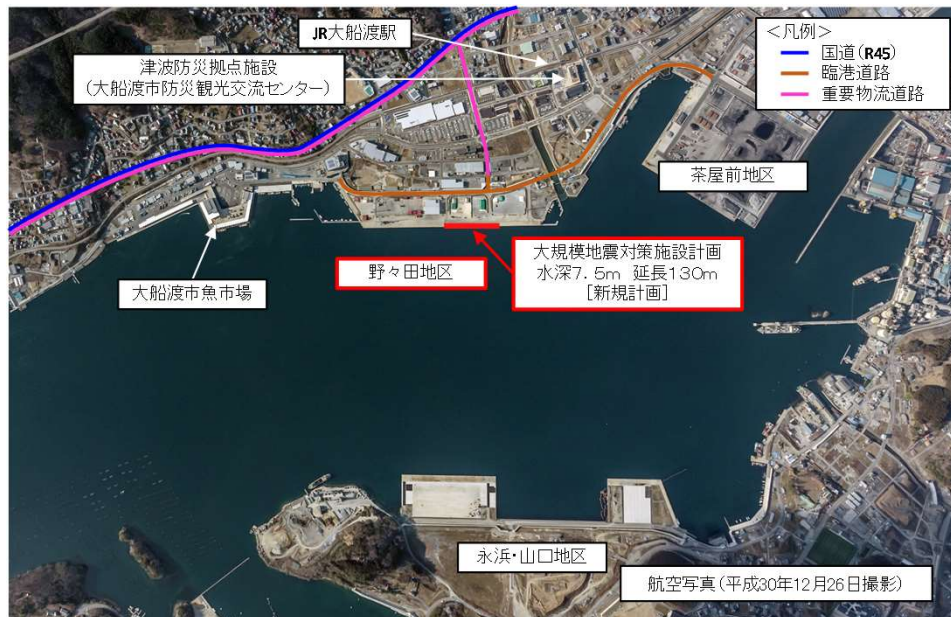 JR大船渡駅
津波防災拠点施設
(大船渡市防災観光交流センター)
<凡例>
国道(R45)
臨港道路
重要物流道路
茶屋前地区
大規模地震対策施設計画
水深7.5m 延長130m
[新規計画]
野々田地区
大船渡市魚市場
永浜・山口地区
航空写真(平成30年12月26日撮影)